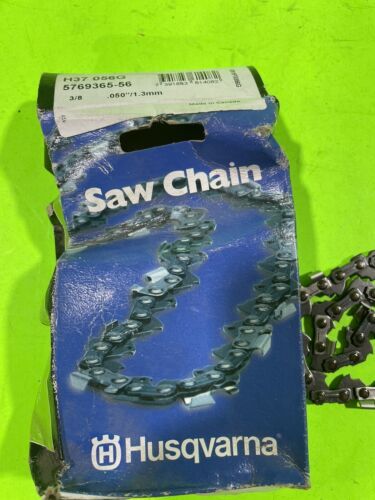 H37 056G
5769365-56
3/8 .050"/1.3mm
Made in Canada
Saw Chain
Husqvarna